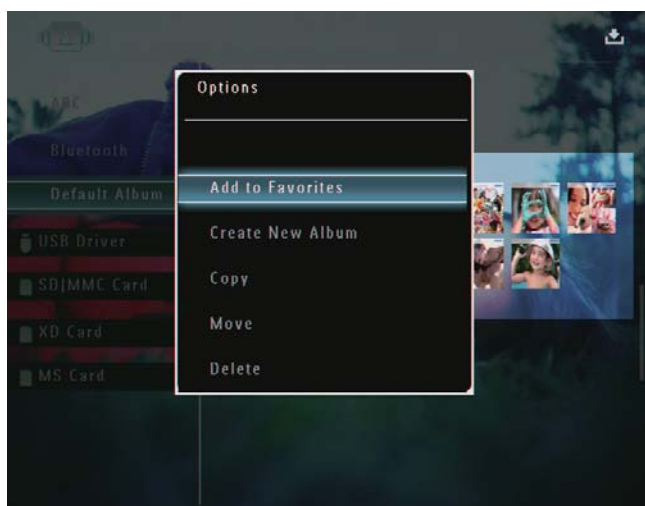 ABC
Bluetooth
Default Album
USB Driver
SD|MMC Card
XD Card
MS Card
Options
Add to Favorites
Create New Album
Copy
Move
Delete